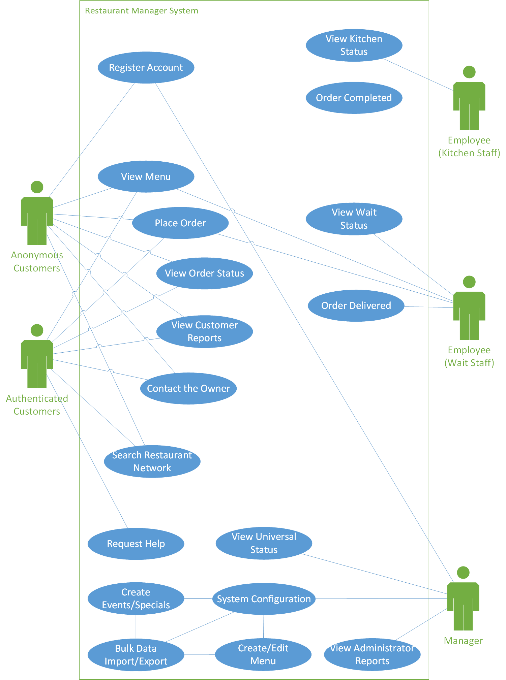 Restaurant Manager System
View Kitchen
Status
Register Account
Order Completed
Employee
(Kitchen Staff)
View Menu
View Wait
Status
Place Order
Anonymous
Customers
View Order Status
Order Delivered
View Customer
Reports
Employee
(Wait Staff)
Contact the Owner
Authenticated
Customers
Search Restaurant
Network
Request Help
View Universal
Status
Create
Events/Specials
System Configuration
Manager
Bulk Data
Import/Export
Create/Edit
Menu
View Administrator
Reports